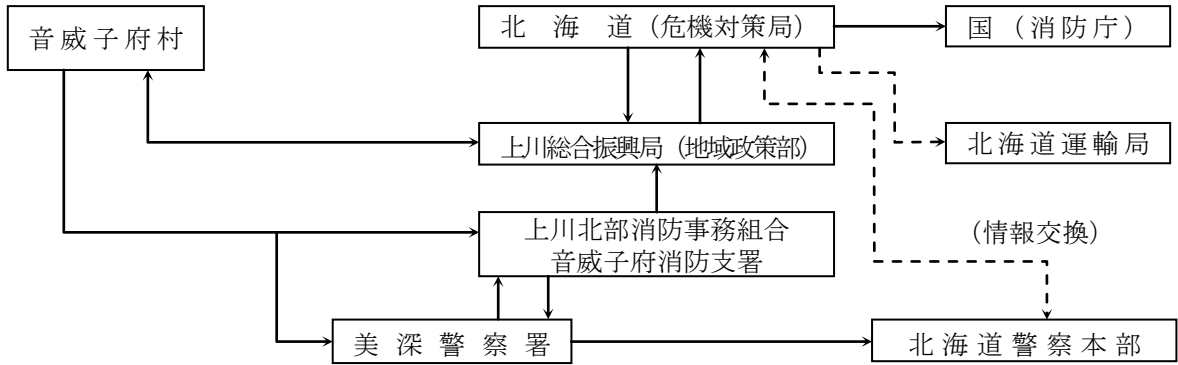 音威子府村
北海道（危機対策局）
国（消防庁）
上川総合振興局（地域政策部）
北海道運輸局
上川北部消防事務組合
音威子府消防支署
（情報交換）
美深警察署
北海道警察本部